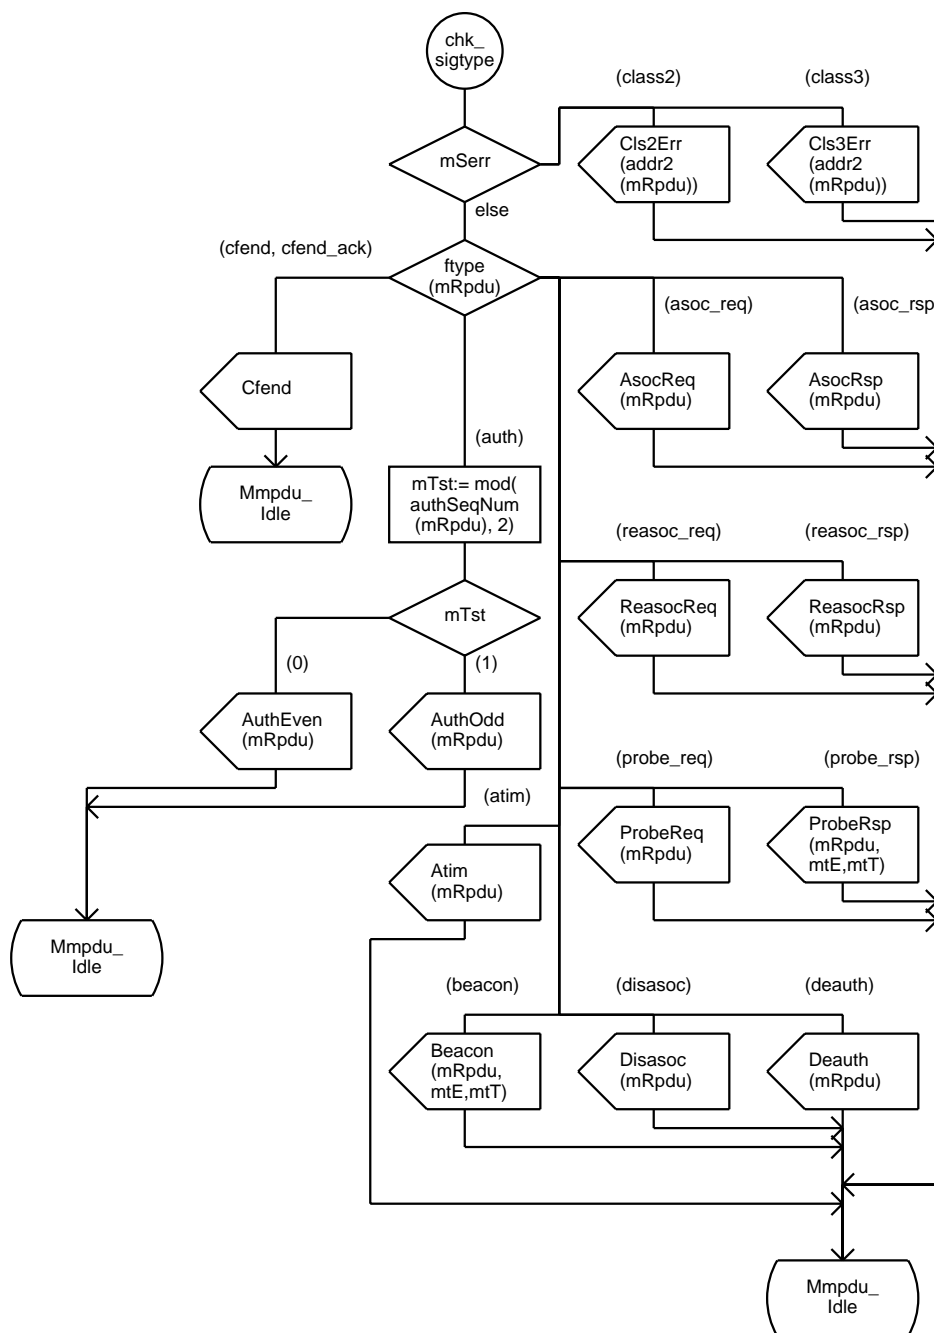 chk_
sigtype
(class2)
(class3)
mSerr
Cls2Err
(addr2
(mRpdu))
Cls3Err
(addr2
(mRpdu))
else
(cfend, cfend_ack)
ftype
(mRpdu)
(asoc_req)
(asoc_rsp
Cfend
AsocReq
(mRpdu)
AsocRsp
(mRpdu)
(auth)
Mmpdu_
Idle
mTst:= mod(
authSeqNum
(mRpdu), 2)
(reasoc_req)
(reasoc_rsp)
ReasocReq
(mRpdu)
ReasocRsp
(mRpdu)
mTst
(0)
(1)
AuthEven
(mRpdu)
AuthOdd
(mRpdu)
(probe_req)
(probe_rsp)
(atim)
ProbeReq
(mRpdu)
ProbeRsp
(mRpdu,
mtE,mtT)
Atim
(mRpdu)
Mmpdu_
Idle
(beacon)
(disasoc)
(deauth)
Beacon
(mRpdu,
mtE,mtT)
Disasoc
(mRpdu)
Deauth
(mRpdu)
Mmpdu_
Idle